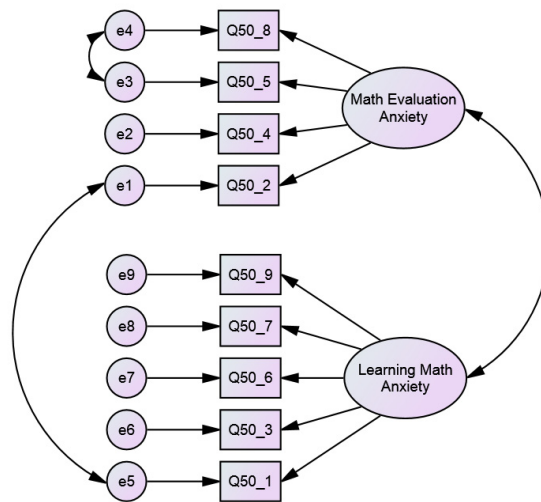 e4
Q50_8
e3
Q50_5
Math Evaluation
Anxiety
e2
Q50_4
e1
Q50_2
e9
Q50_9
e8
Q50_7
e7
Q50_6
Learning Math
Anxiety
e6
Q50_3
e5
Q50_1